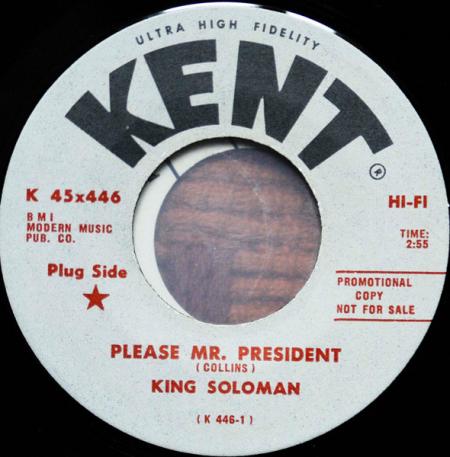 ULTRA HIGH FIDELITY
KENT
®
K 45x446
HI-FI
BMI
MODERN MUSIC
PUB. CO.
TIME:
2:55
Plug Side
PROMOTIONAL
COPY
NOT FOR SALE
PLEASE MR. PRESIDENT
(COLLINS)
KING SOLOMAN
(K 446-1)